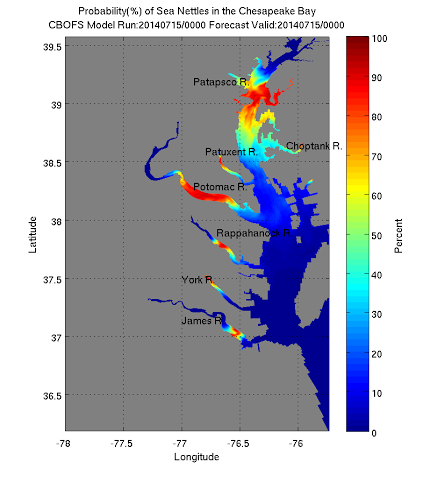 Probability(%) of Sea Nettles in the Chesapeake Bay
CBOFS Model Run:20140715/0000 Forecast Valid:20140715/0000
39.5
39
38.5
38
37.5
37
36.5
Latitude
-78
-77.5
-77
-76.5
-76
Longitude
Patapsco R.
Choptank R.
Patuxent R.
Potomac R.
Rappahanock R.
York R.
James R.
100
90
80
70
60
50
40
30
20
10
0
Percent